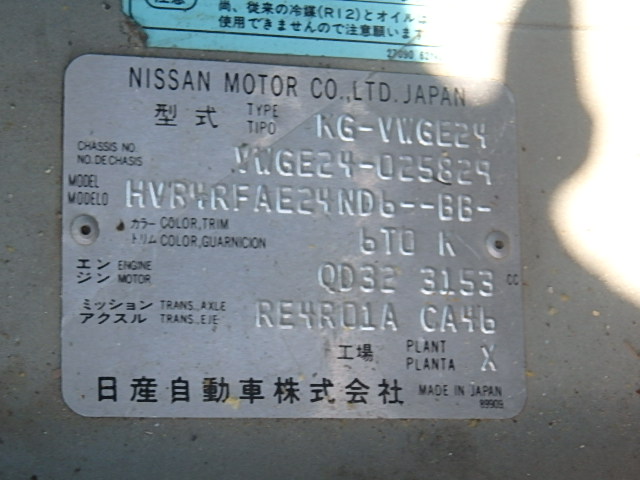 尚、従来の冷媒(R12)とオイルは
使用できませんので注意願います
27090
NISSAN MOTOR CO.,LTD. JAPAN
型式 TYPE TIPO KG-VWGE24
CHASSIS NO. NO. DE CHASIS VWGE24-025829
MODEL MODELO HVR4RFAE24ND6--BB-
カラー トリム COLOR,TRIM COLOR,GUARNICION 6T0 K
エンジン ENGINE MOTOR QD32 3153 CC
ミッション アクスル TRANS.,AXLE TRANS.,EJE RE4R01A CA46
工場 PLANT PLANTA X
日産自動車株式会社 MADE IN JAPAN
89909